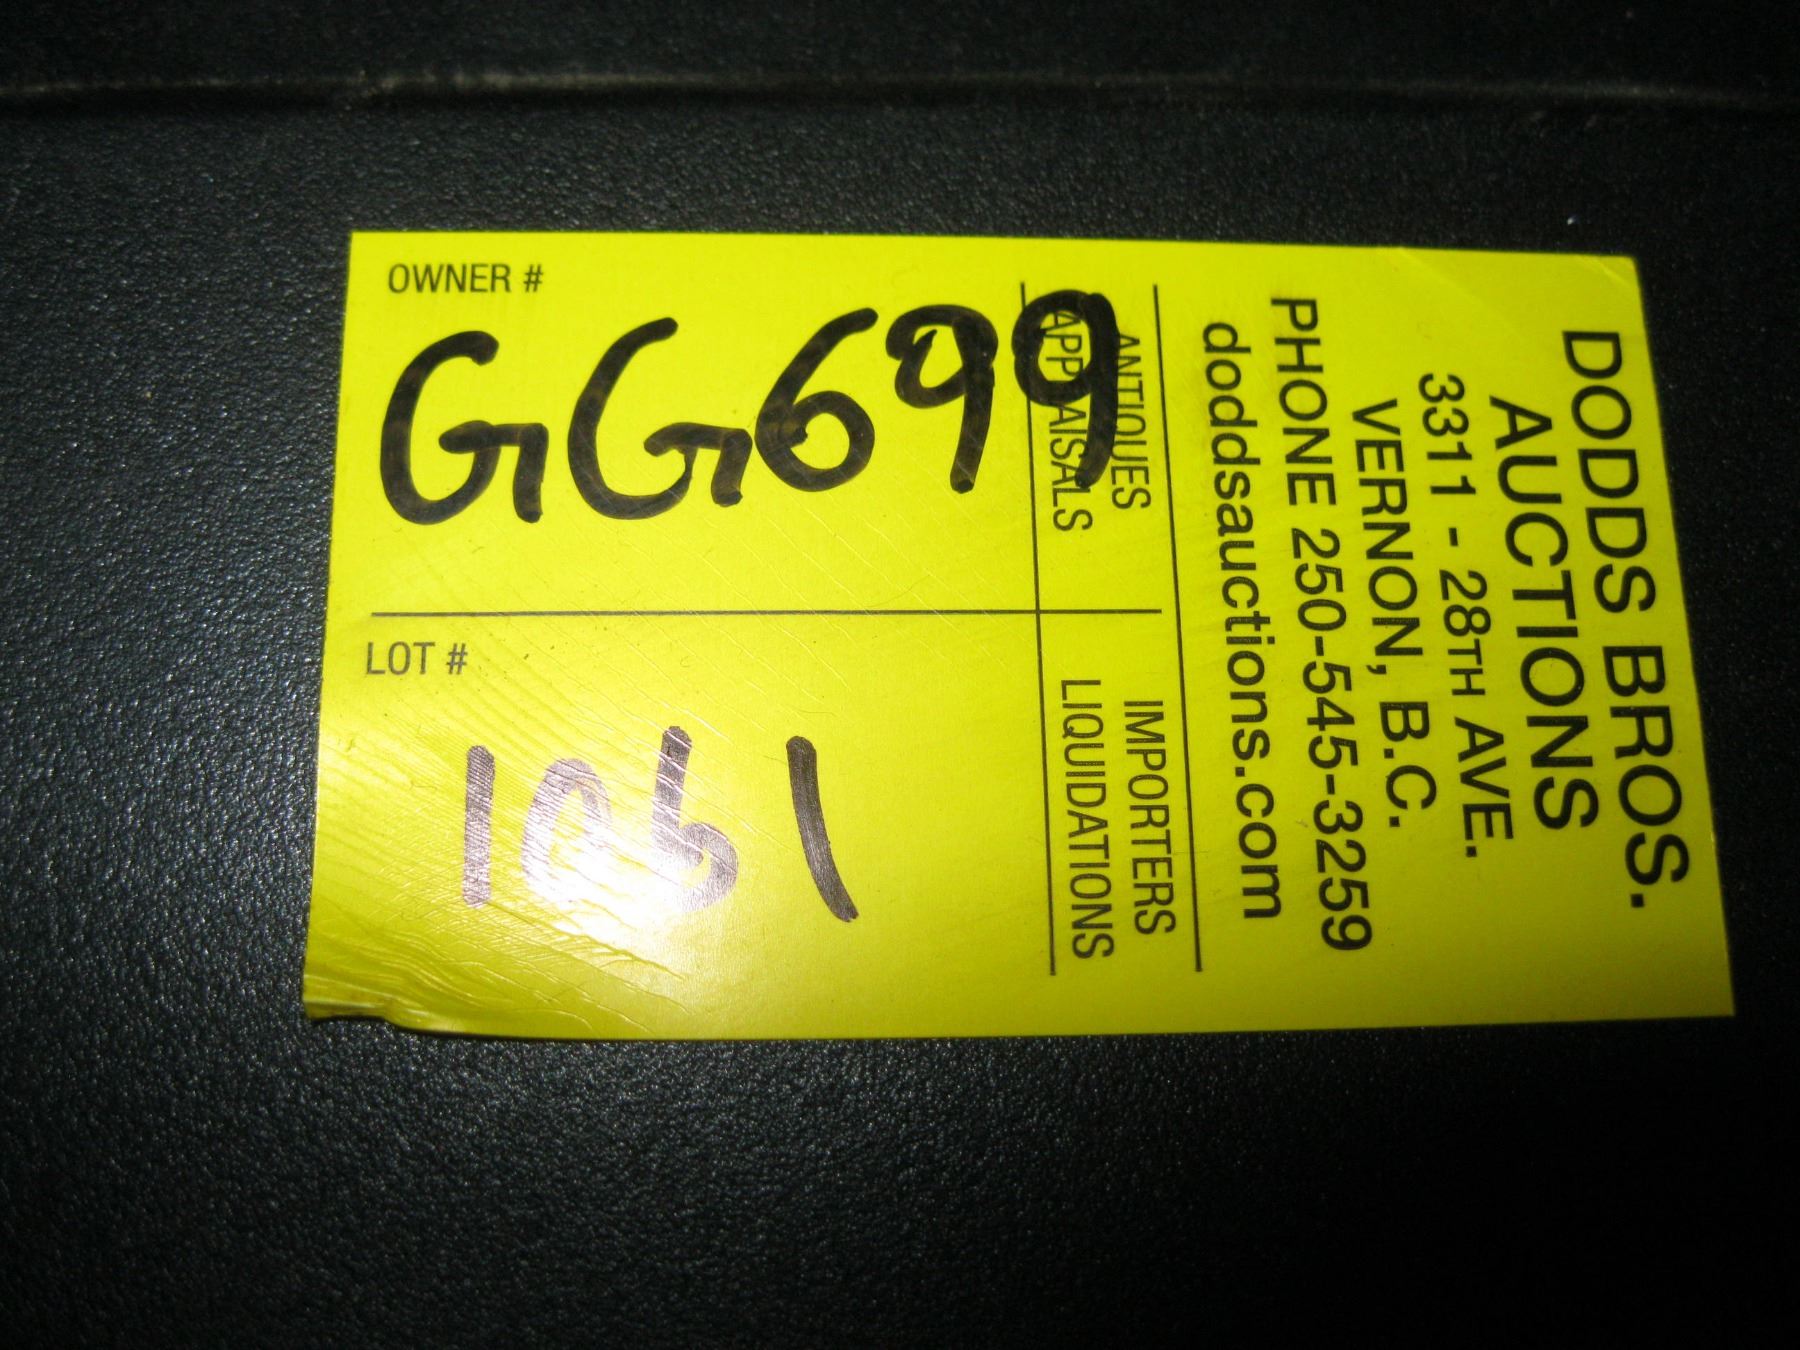 OWNER #
GG699
LOT #
1061
DODDS BROS.
AUCTIONS
3311 - 28TH AVE.
VERNON, B.C.
PHONE 250-545-3259
doddsauctions.com
ANTIQUES
APPRAISALS
IMPORTERS
LIQUIDATIONS